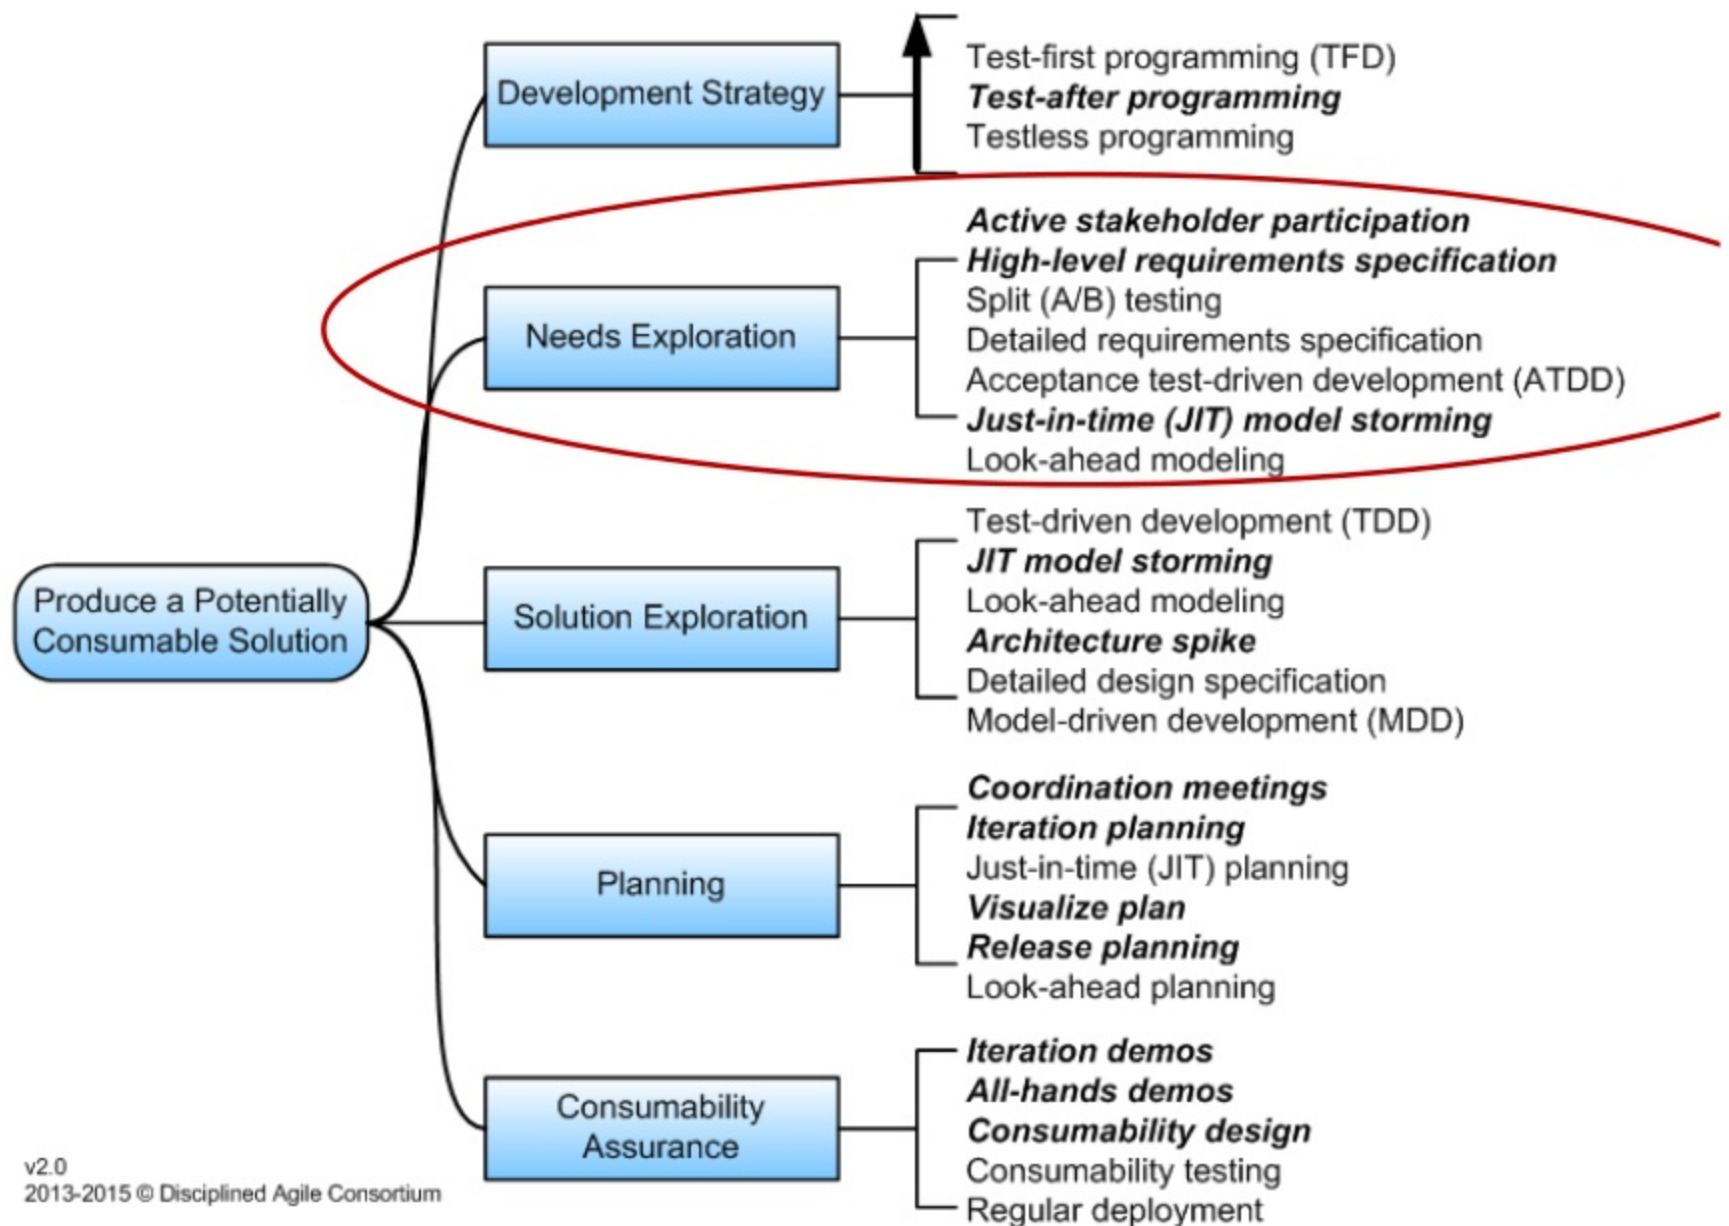 Development Strategy
Test-first programming (TFD)
Test-after programming
Testless programming
Needs Exploration
Active stakeholder participation
High-level requirements specification
Split (A/B) testing
Detailed requirements specification
Acceptance test-driven development (ATDD)
Just-in-time (JIT) model storming
Look-ahead modeling
Produce a Potentially
Consumable Solution
Solution Exploration
Test-driven development (TDD)
JIT model storming
Look-ahead modeling
Architecture spike
Detailed design specification
Model-driven development (MDD)
Planning
Coordination meetings
Iteration planning
Just-in-time (JIT) planning
Visualize plan
Release planning
Look-ahead planning
Consumability
Assurance
Iteration demos
All-hands demos
Consumability design
Consumability testing
Regular deployment
v2.0
2013-2015 © Disciplined Agile Consortium